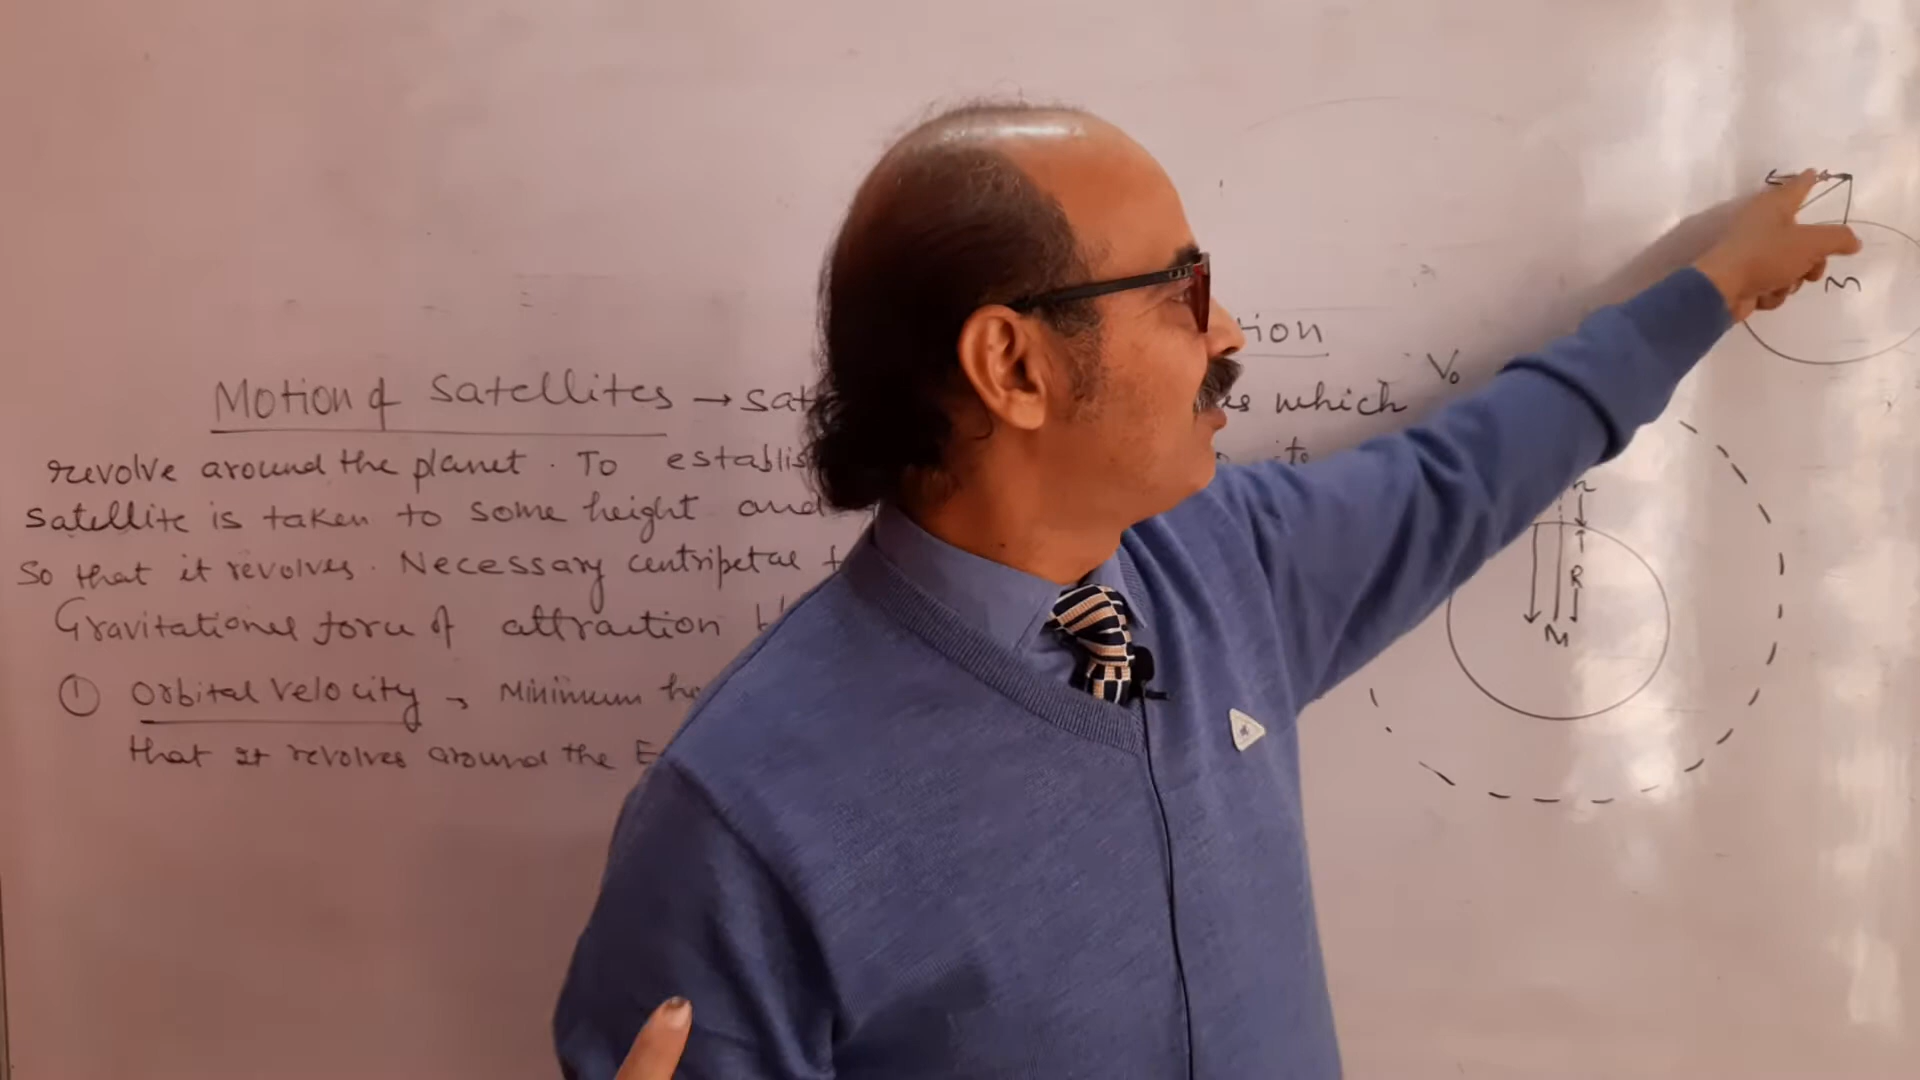 tion
Motion of Satellites → sat es which
revolve around the planet. To establis
Satellite is taken to some height and
So that it revolves. Necessary centripetal f
Gravitational force of attraction
① Orbital Velocity → Minimum ho
that it revolves around the E
V₀
h
R
M
M